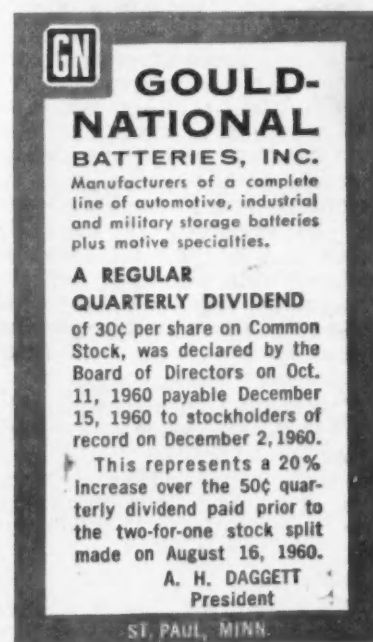 GN
GOULD-
NATIONAL
BATTERIES, INC.
Manufacturers of a complete
line of automotive, industrial
and military storage batteries
plus motive specialties.
A REGULAR
QUARTERLY DIVIDEND
of 30¢ per share on Common
Stock, was declared by the
Board of Directors on Oct.
11, 1960 payable December
15, 1960 to stockholders of
record on December 2, 1960.
This represents a 20%
increase over the 50¢ quar-
terly dividend paid prior to
the two-for-one stock split
made on August 16, 1960.
A. H. DAGGETT
President
ST. PAUL, MINN.